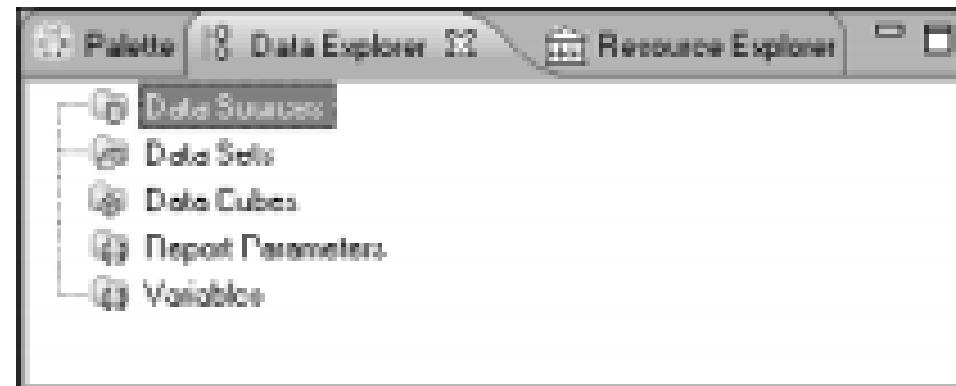 Palette Data Explorer Resource Explorer
Data Sources
Data Sets
Data Cubes
Report Parameters
Variables